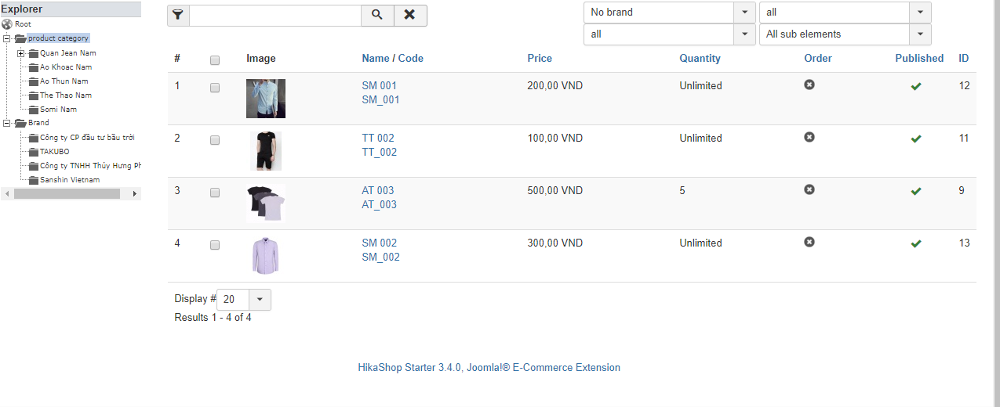 Explorer
Root
product category
Quan Jean Nam
Ao Khoac Nam
Ao Thun Nam
The Thao Nam
Somi Nam
Brand
Công ty CP đầu tư bầu trời
TAKUBO
Công ty TNHH Thủy Hưng Ph
Sanshin Vietnam
No brand all
all All sub elements
# Image Name / Code Price Quantity Order Published ID
1 SM 001 200,00 VND Unlimited 12
SM_001
2 TT 002 100,00 VND Unlimited 11
TT_002
3 AT 003 500,00 VND 5 9
AT_003
4 SM 002 300,00 VND Unlimited 13
SM_002
Display # 20
Results 1 - 4 of 4
HikaShop Starter 3.4.0, Joomla!® E-Commerce Extension